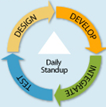 DESIGN
DEVELOP
Daily
Standup
TEST
INTEGRATE